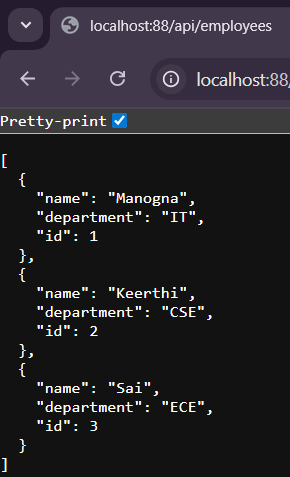 localhost:88/api/employees
localhost:88/
Pretty-print
[
  {
    "name": "Manogna",
    "department": "IT",
    "id": 1
  },
  {
    "name": "Keerthi",
    "department": "CSE",
    "id": 2
  },
  {
    "name": "Sai",
    "department": "ECE",
    "id": 3
  }
]